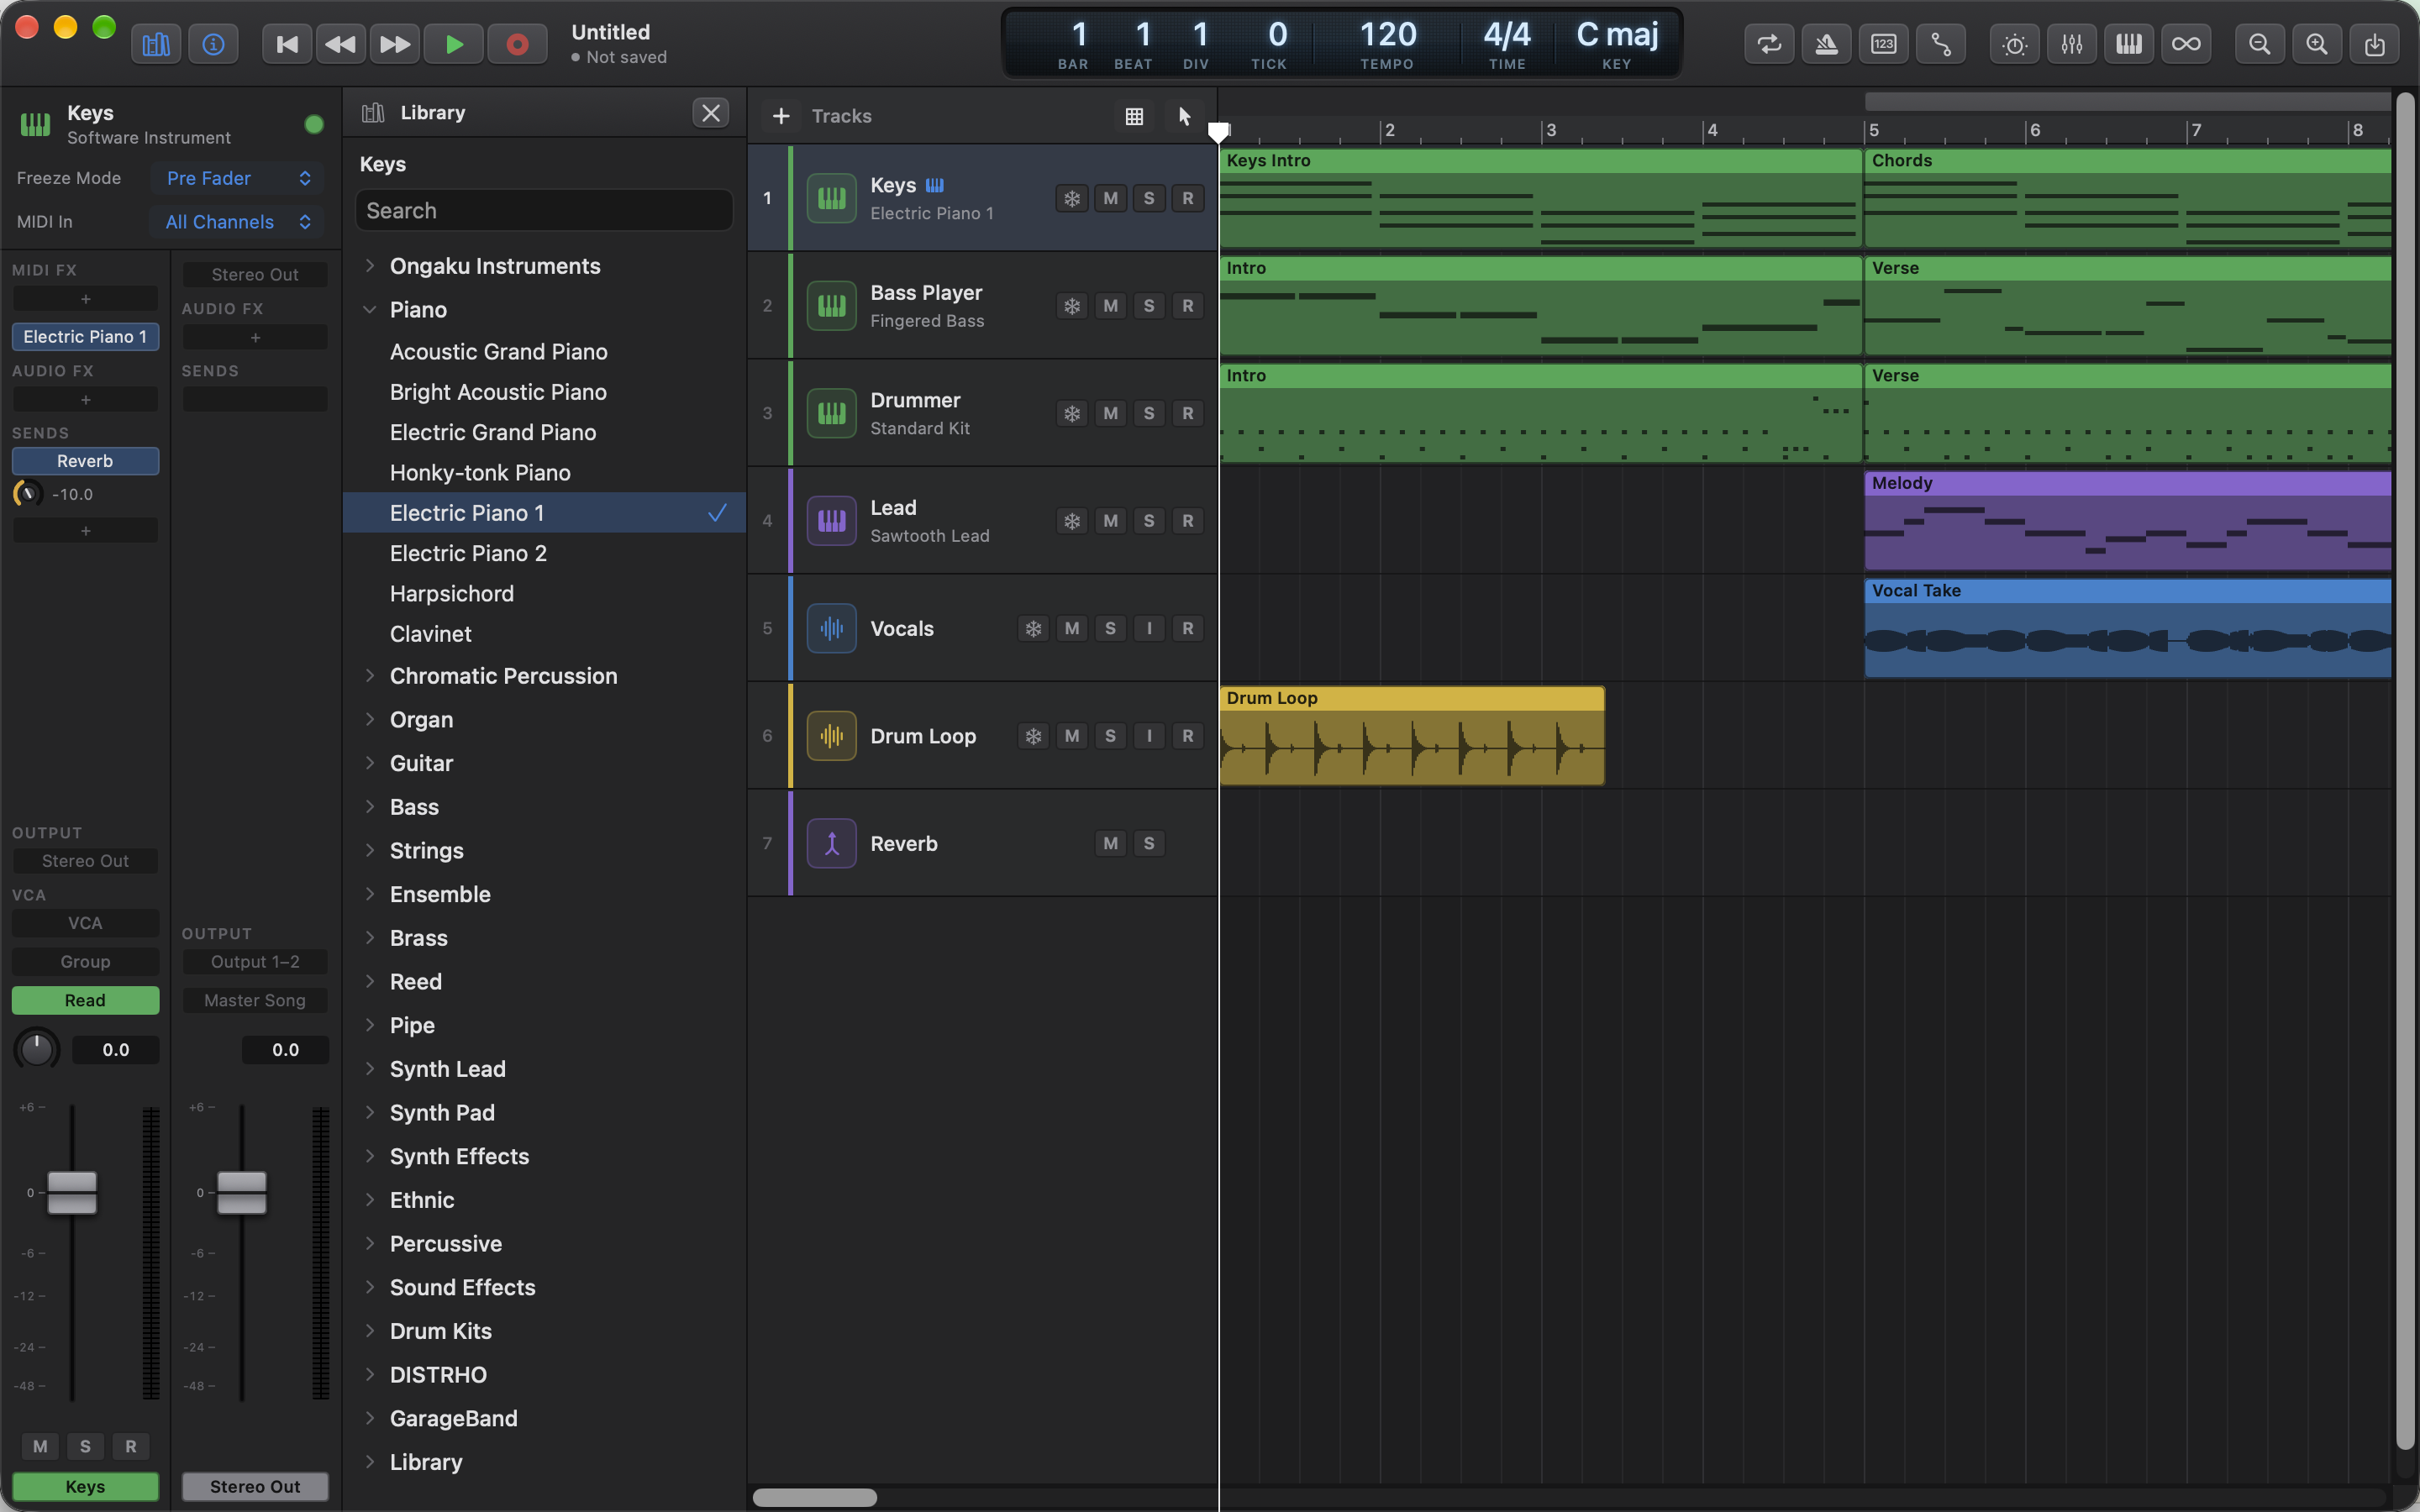 Untitled
Not saved
1 1 1 0 120 4/4 C maj
BAR BEAT DIV TICK TEMPO TIME KEY
123
Keys
Software Instrument
Freeze Mode Pre Fader
MIDI In All Channels
MIDI FX
+
Electric Piano 1
AUDIO FX
+
SENDS
Reverb
-10.0
+
OUTPUT
Stereo Out
VCA
VCA
Group
Read
0.0
+6
0
-6
-12
-24
-48
M S R
Keys
Stereo Out
AUDIO FX
+
SENDS
OUTPUT
Output 1–2
Master Song
0.0
+6
0
-6
-12
-24
-48
Stereo Out
Library
Keys
Search
Ongaku Instruments
Piano
Acoustic Grand Piano
Bright Acoustic Piano
Electric Grand Piano
Honky-tonk Piano
Electric Piano 1
Electric Piano 2
Harpsichord
Clavinet
Chromatic Percussion
Organ
Guitar
Bass
Strings
Ensemble
Brass
Reed
Pipe
Synth Lead
Synth Pad
Synth Effects
Ethnic
Percussive
Sound Effects
Drum Kits
DISTRHO
GarageBand
Library
+ Tracks
1 Keys M S R
Electric Piano 1
2 Bass Player M S R
Fingered Bass
3 Drummer M S R
Standard Kit
4 Lead M S R
Sawtooth Lead
5 Vocals M S I R
6 Drum Loop M S I R
7 Reverb M S
2 3 4 5 6 7 8
Keys Intro Chords
Intro Verse
Intro Verse
Melody
Vocal Take
Drum Loop